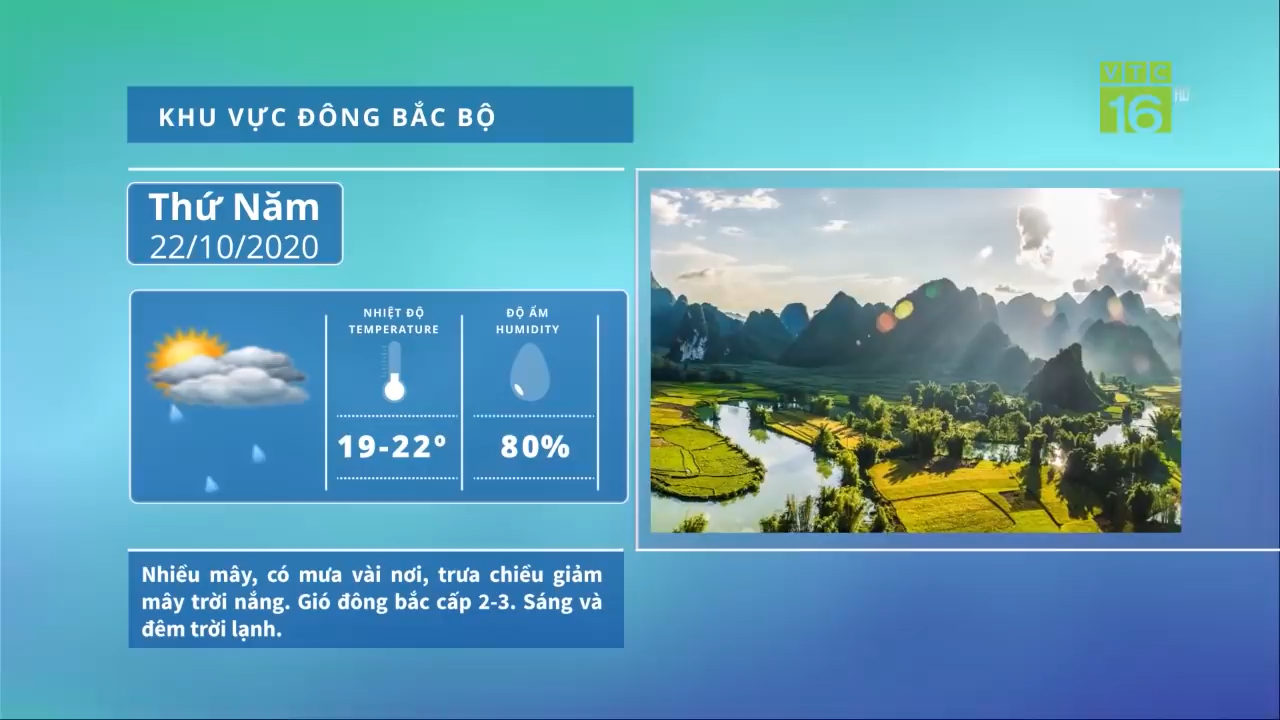 KHU VỰC ĐÔNG BẮC BỘ
VTC
16
HD
Thứ Năm
22/10/2020
NHIỆT ĐỘ
TEMPERATURE
19-22º
ĐỘ ẨM
HUMIDITY
80%
Nhiều mây, có mưa vài nơi, trưa chiều giảm
mây trời nắng. Gió đông bắc cấp 2-3. Sáng và
đêm trời lạnh.